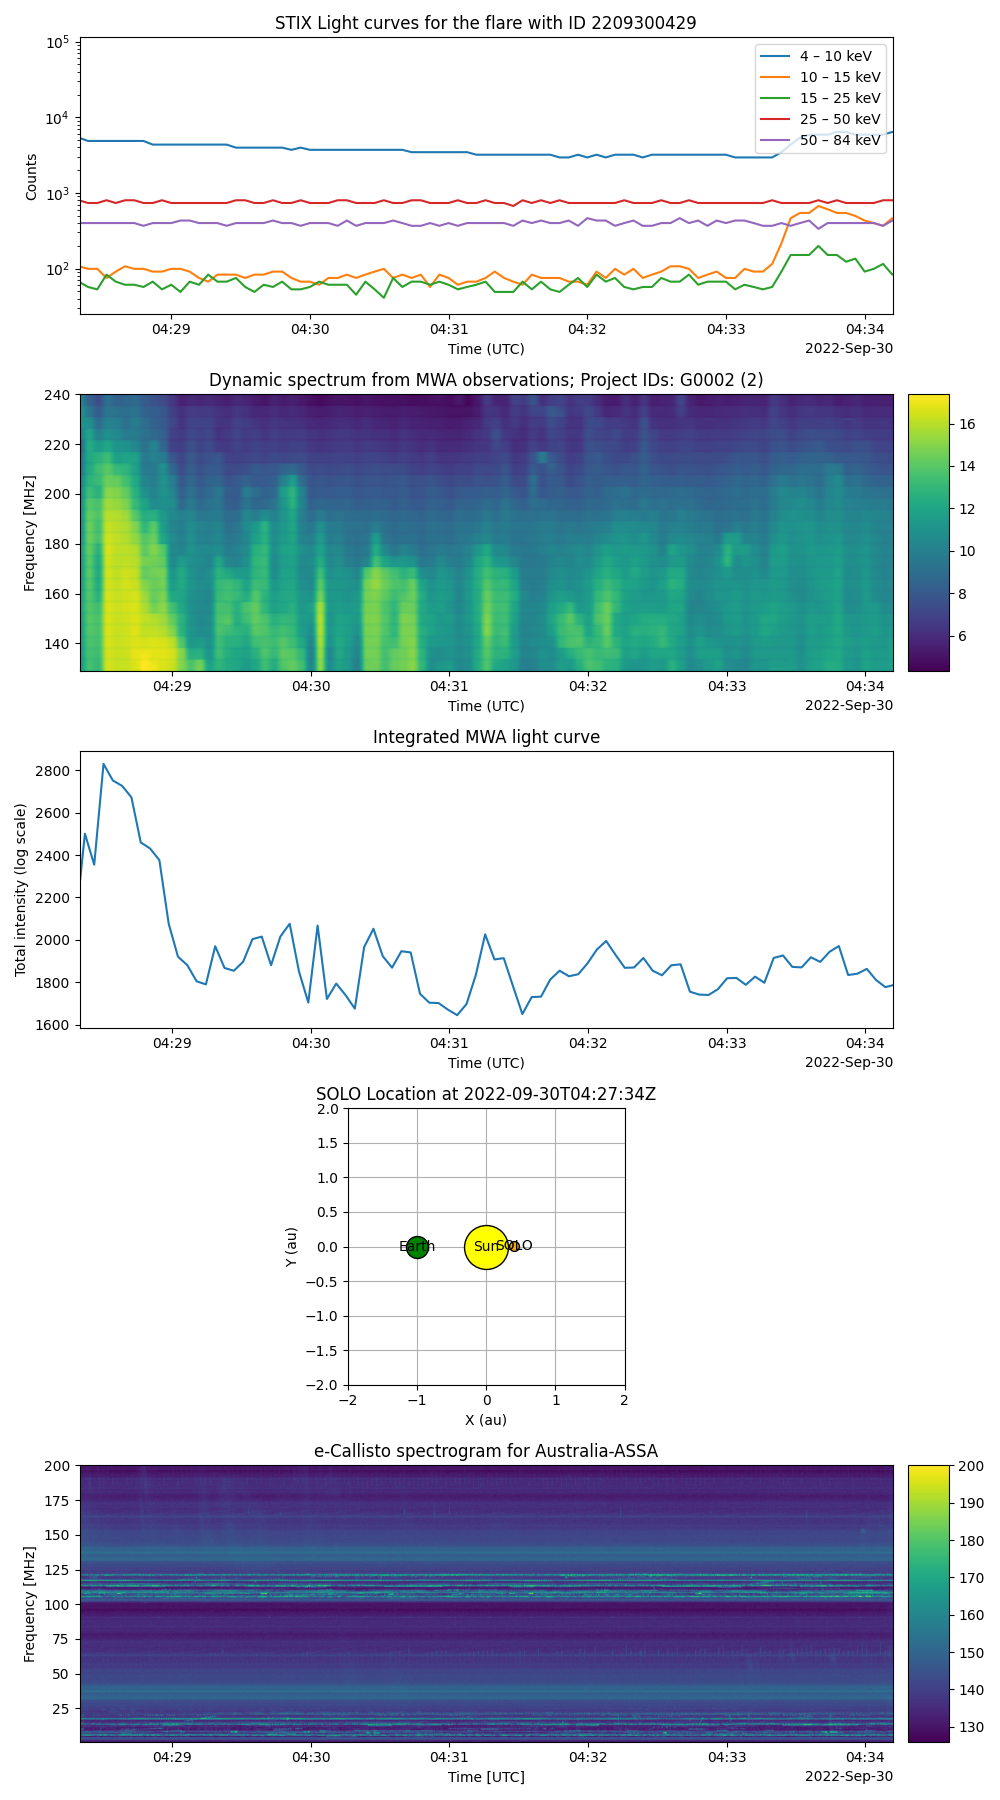 STIX Light curves for the flare with ID 2209300429
10⁵
10⁴
10³
10²
Counts
4 – 10 keV
10 – 15 keV
15 – 25 keV
25 – 50 keV
50 – 84 keV
04:29 04:30 04:31 04:32 04:33 04:34
Time (UTC)
2022-Sep-30
Dynamic spectrum from MWA observations; Project IDs: G0002 (2)
240
220
200
180
160
140
Frequency [MHz]
16
14
12
10
8
6
04:29 04:30 04:31 04:32 04:33 04:34
Time (UTC)
2022-Sep-30
Integrated MWA light curve
2800
2600
2400
2200
2000
1800
1600
Total intensity (log scale)
04:29 04:30 04:31 04:32 04:33 04:34
Time (UTC)
2022-Sep-30
SOLO Location at 2022-09-30T04:27:34Z
2.0
1.5
1.0
0.5
0.0
−0.5
−1.0
−1.5
−2.0
Y (au)
Earth
Sun
SOLO
−2 −1 0 1 2
X (au)
e-Callisto spectrogram for Australia-ASSA
200
175
150
125
100
75
50
25
Frequency [MHz]
200
190
180
170
160
150
140
130
04:29 04:30 04:31 04:32 04:33 04:34
Time [UTC]
2022-Sep-30